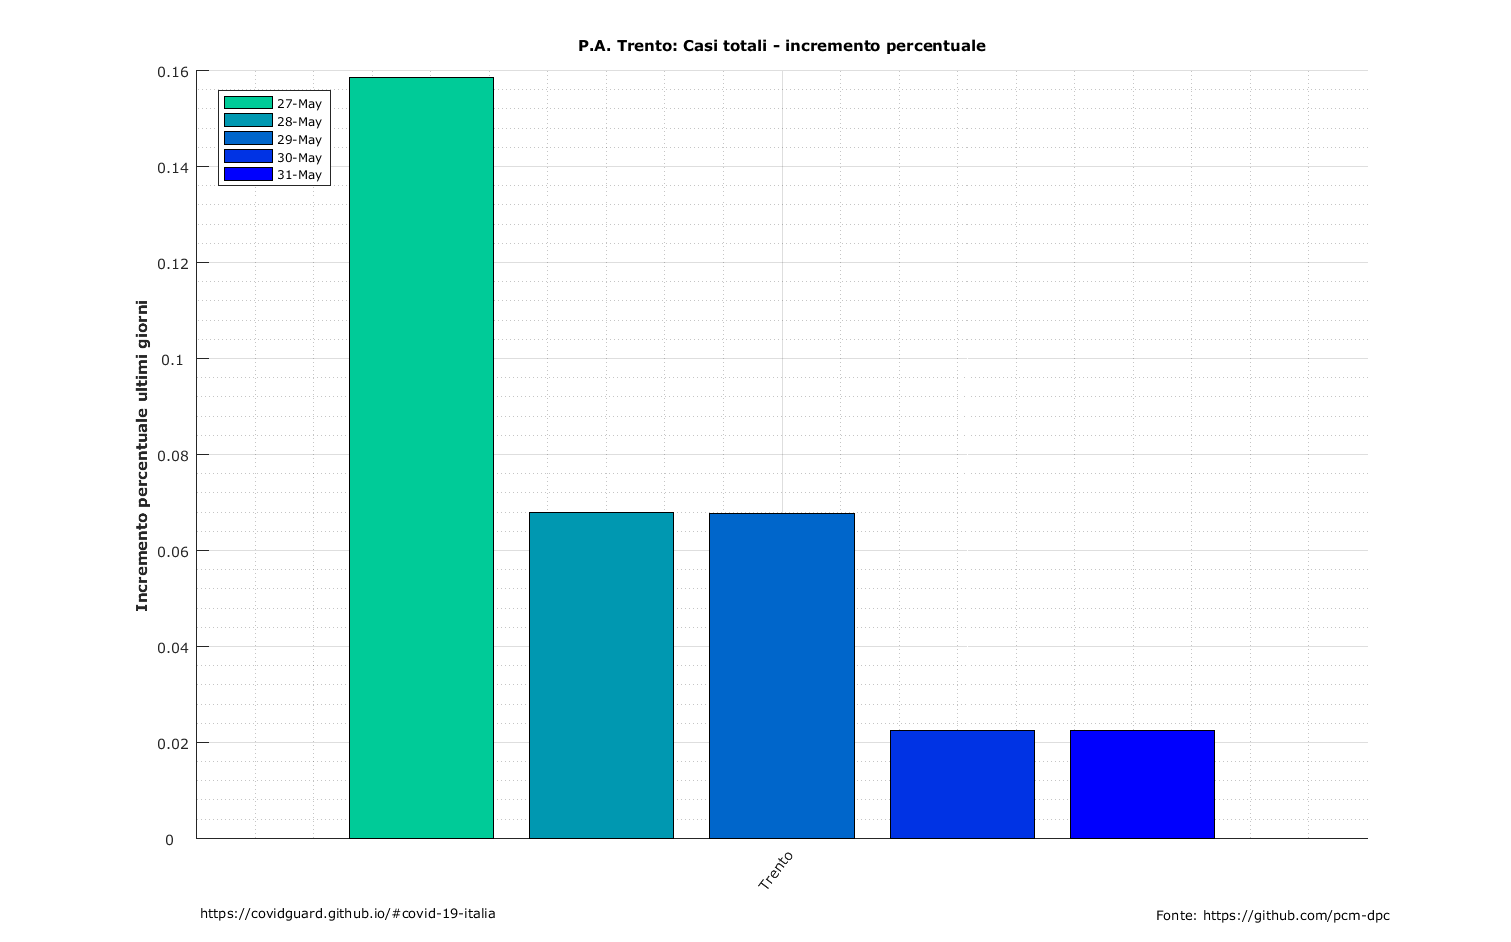 P.A. Trento: Casi totali - incremento percentuale
Incremento percentuale ultimi giorni
0.16
0.14
0.12
0.1
0.08
0.06
0.04
0.02
0
27-May
28-May
29-May
30-May
31-May
Trento
https://covidguard.github.io/#covid-19-italia
Fonte: https://github.com/pcm-dpc